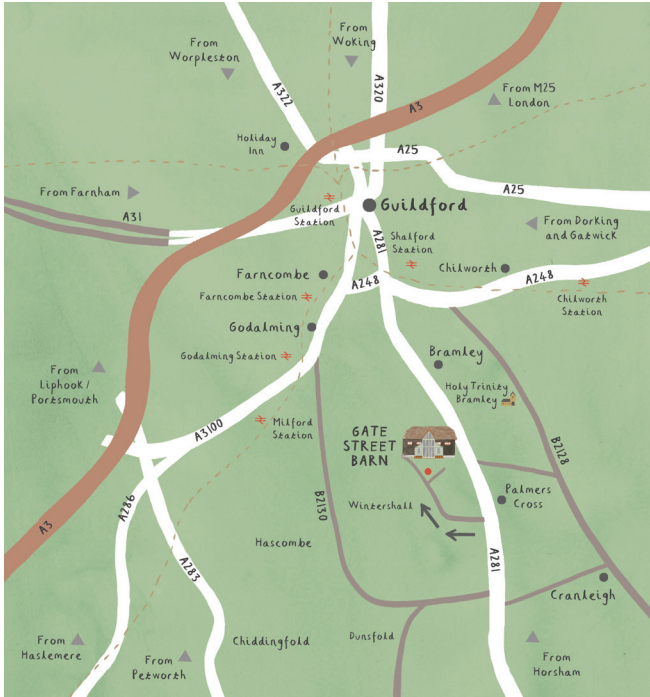 From
Woking
From
Worpleston
A322
A320
From M25
London
A3
Holiday
Inn
A25
From Farnham
A25
A31
Guildford
Guildford
Station
From Dorking
and Gatwick
A281
Shalford
Station
Chilworth
Farncombe
A248
A248
Farncombe Station
Chilworth
Station
Godalming
Godalming Station
Bramley
From
Liphook/
Portsmouth
Holy Trinity
Bramley
Milford
Station
A3100
GATE
STREET
BARN
B2128
B2130
Wintershall
Palmers
Cross
A286
A3
Hascombe
A281
A283
Cranleigh
From
Haslemere
Chiddingfold
Dunsfold
From
Petworth
From
Horsham